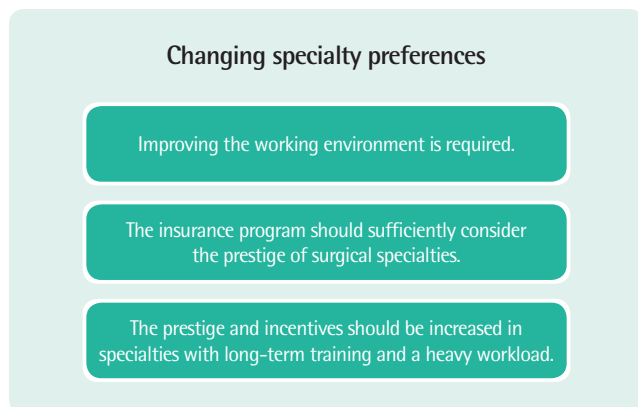 Changing specialty preferences
Improving the working environment is required.
The insurance program should sufficiently consider
the prestige of surgical specialties.
The prestige and incentives should be increased in
specialties with long-term training and a heavy workload.